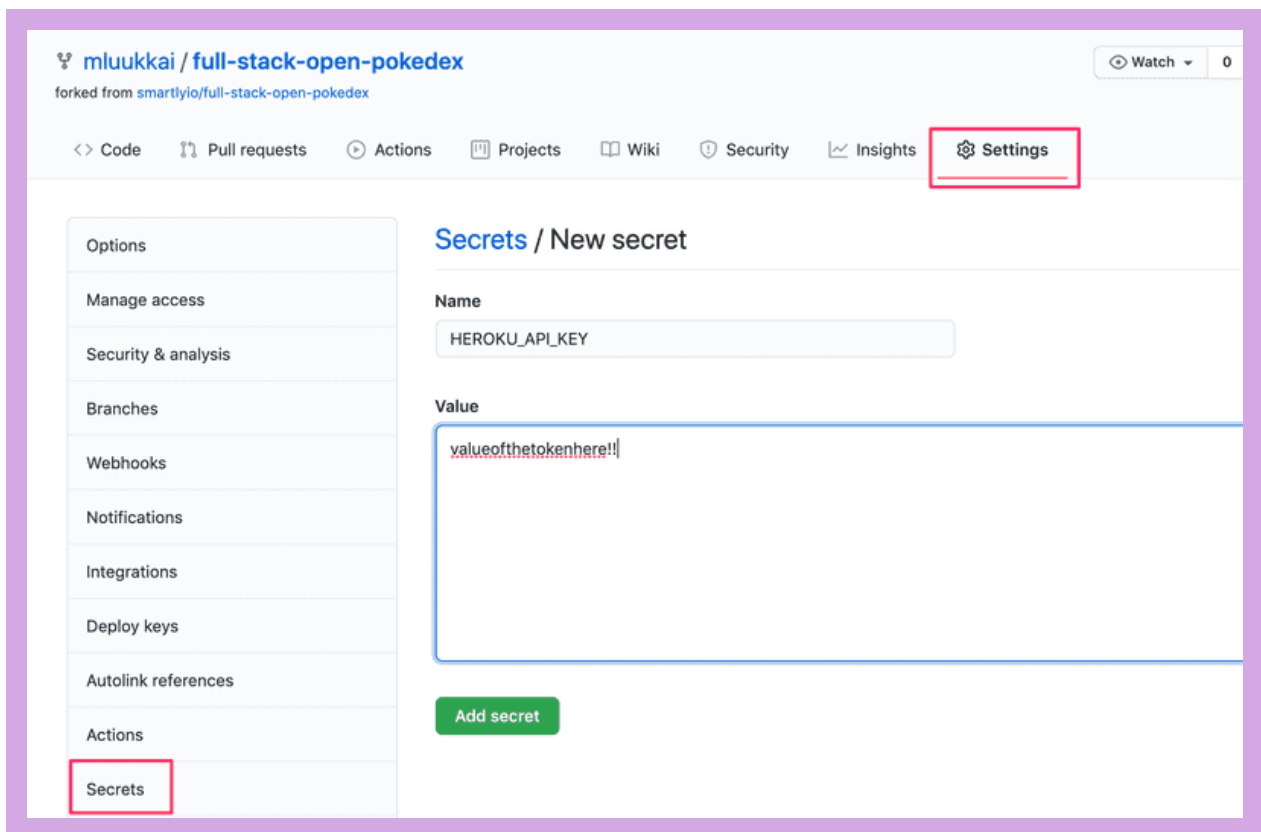 mluukkai / full-stack-open-pokedex
Watch 0
forked from smartlyio/full-stack-open-pokedex
Code Pull requests Actions Projects Wiki Security Insights Settings
Options
Manage access
Security & analysis
Branches
Webhooks
Notifications
Integrations
Deploy keys
Autolink references
Actions
Secrets
Secrets / New secret
Name
HEROKU_API_KEY
Value
valueofthetokenhere!!
Add secret